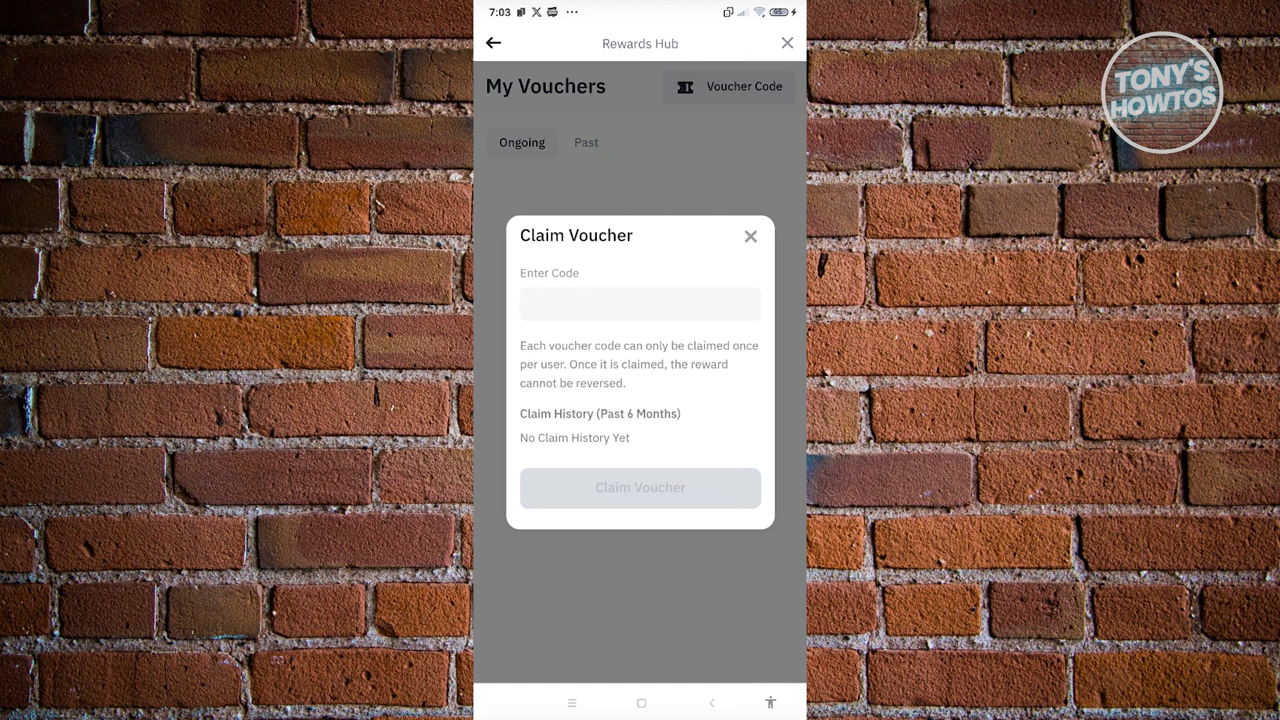 7:03
95
Rewards Hub
My Vouchers
Voucher Code
Ongoing
Past
Claim Voucher
Enter Code
Each voucher code can only be claimed once
per user. Once it is claimed, the reward
cannot be reversed.
Claim History (Past 6 Months)
No Claim History Yet
Claim Voucher
TONY'S
HOWTOS